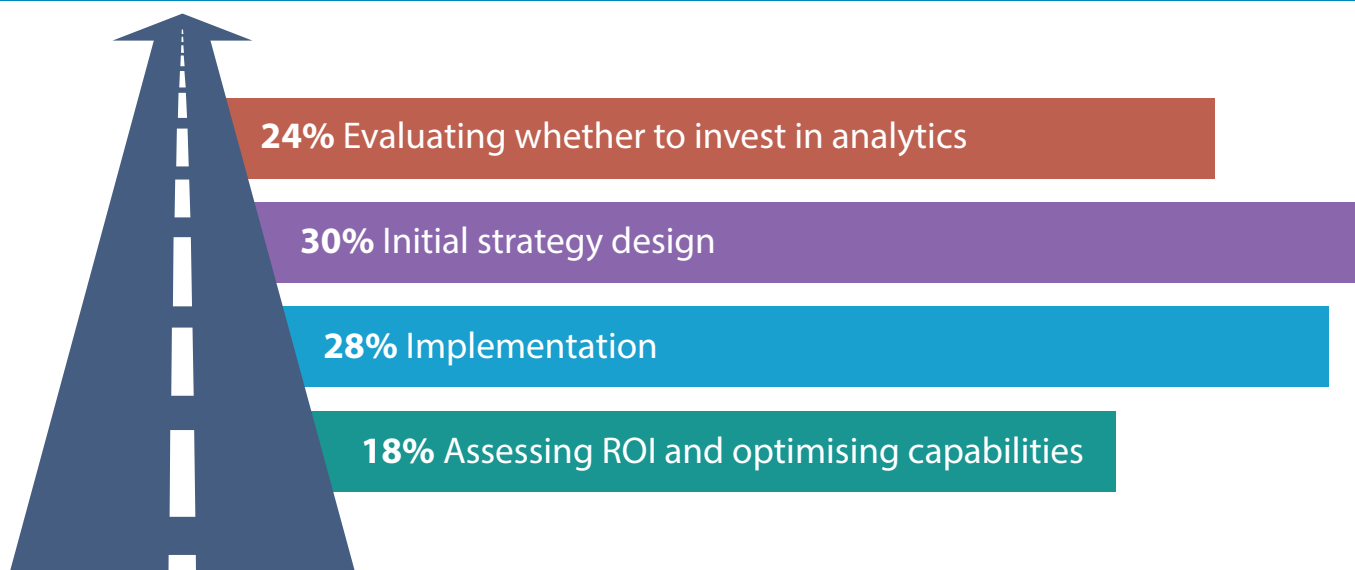 24% Evaluating whether to invest in analytics
30% Initial strategy design
28% Implementation
18% Assessing ROI and optimising capabilities